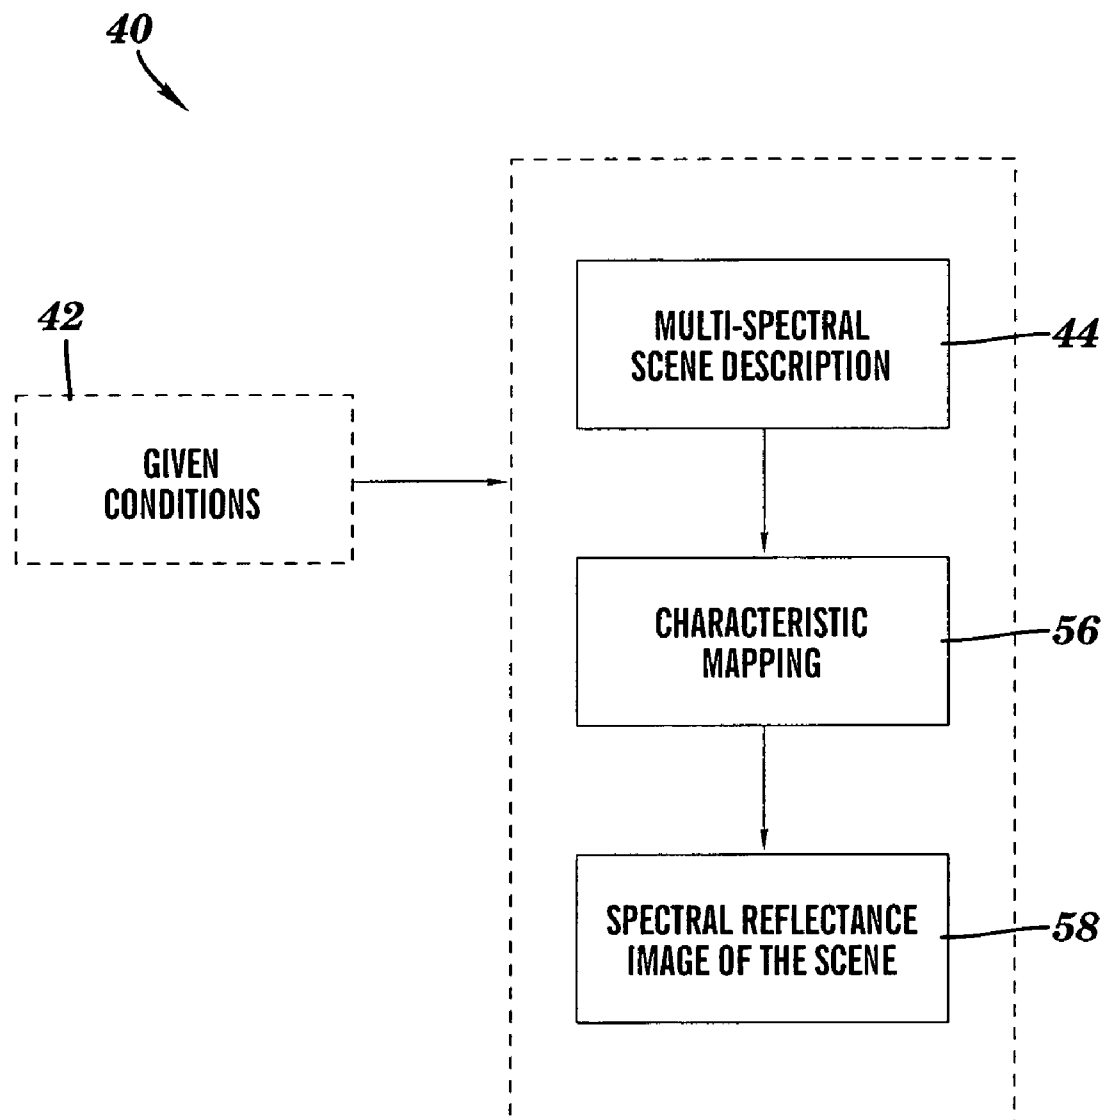 40
42
GIVEN
CONDITIONS
MULTI-SPECTRAL
SCENE DESCRIPTION
44
CHARACTERISTIC
MAPPING
56
SPECTRAL REFLECTANCE
IMAGE OF THE SCENE
58